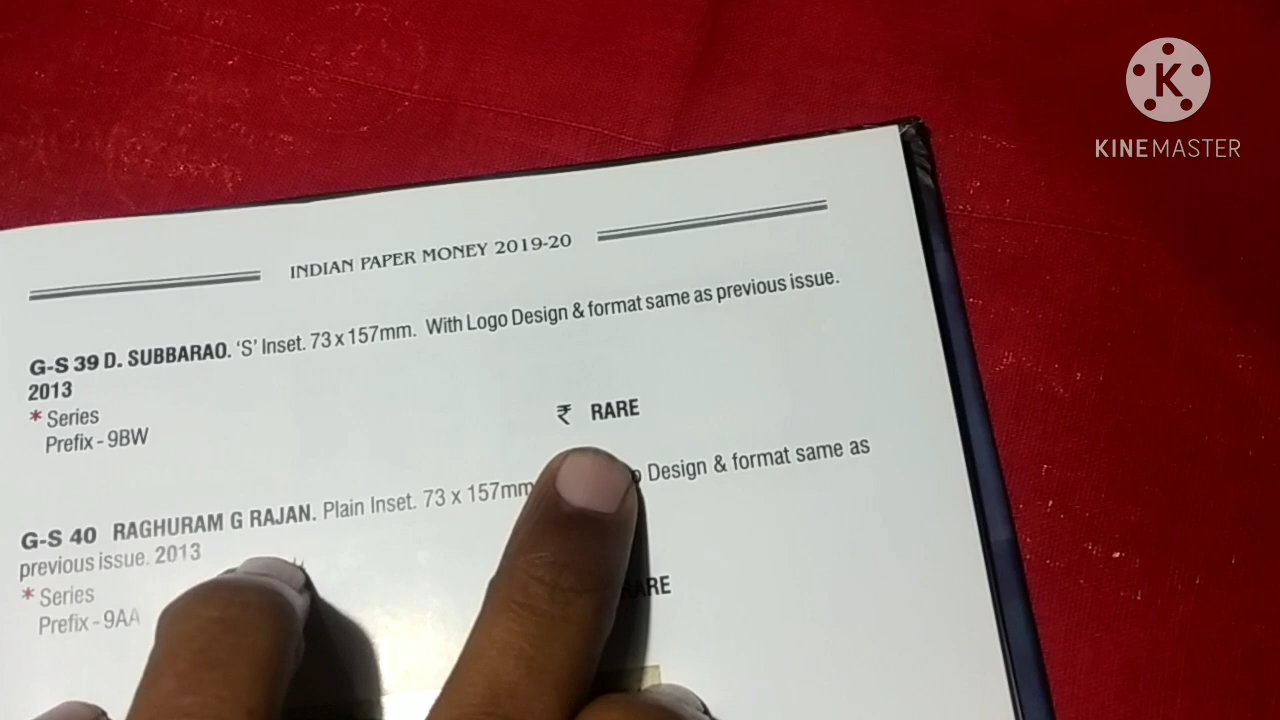 K
KINEMASTER
INDIAN PAPER MONEY 2019-20
G-S 39 D. SUBBARAO. 'S' Inset. 73 x 157mm. With Logo Design & format same as previous issue.
2013
* Series
Prefix - 9BW
₹ RARE
G-S 40 RAGHURAM G RAJAN. Plain Inset. 73 x 157mm Design & format same as
previous issue. 2013
* Series
Prefix - 9AA
RARE